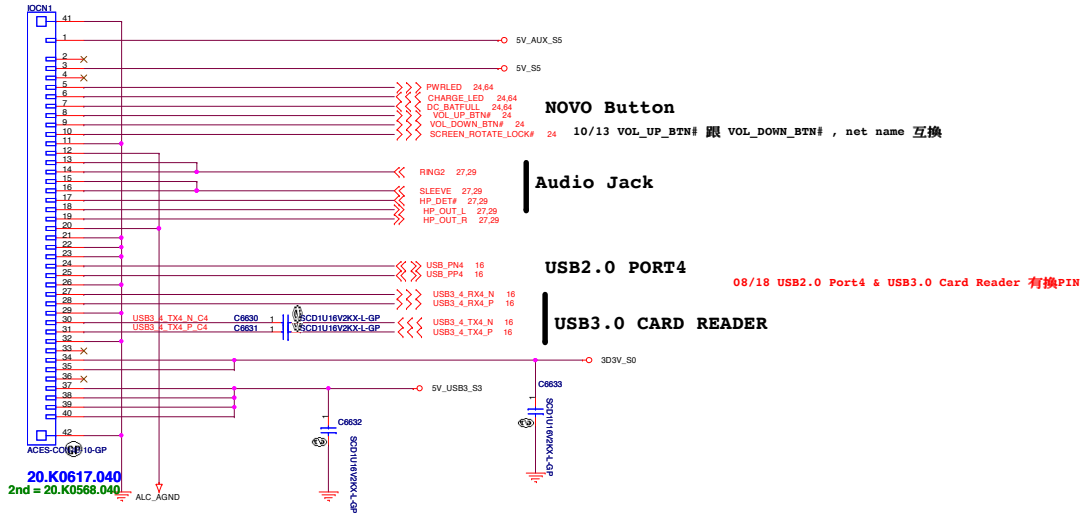 IOCN1
41
1
5V_AUX_S5
2
3
5V_S5
4
5
PWRLED 24,64
6
CHARGE_LED 24,64
7
DC_BATFULL 24,64
NOVO Button
8
VOL_UP_BTN# 24
9
VOL_DOWN_BTN# 24
10
SCREEN_ROTATE_LOCK# 24
10/13 VOL_UP_BTN# 跟 VOL_DOWN_BTN# , net name 互換
11
12
13
14
RING2 27,29
15
Audio Jack
16
SLEEVE 27,29
17
HP_DET# 27,29
18
HP_OUT_L 27,29
19
HP_OUT_R 27,29
20
21
22
23
24
USB_PN4 16
USB2.0 PORT4
25
USB_PP4 16
26
08/18 USB2.0 Port4 & USB3.0 Card Reader 有換PIN
27
USB3_4_RX4_N 16
28
USB3_4_RX4_P 16
29
30
USB3_4_TX4_N_C4
C6630
1
SCD1U16V2KX-L-GP
USB3_4_TX4_N 16
USB3.0 CARD READER
31
USB3_4_TX4_P_C4
C6631
1
SCD1U16V2KX-L-GP
USB3_4_TX4_P 16
32
33
34
3D3V_S0
35
36
37
5V_USB3_S3
C6633
1
SCD1U16V2KX-L-GP
38
39
40
1
C6632
SCD1U16V2KX-L-GP
42
10-GP
20.K0617.040
2nd = 20.K0568.040
ALC_AGND